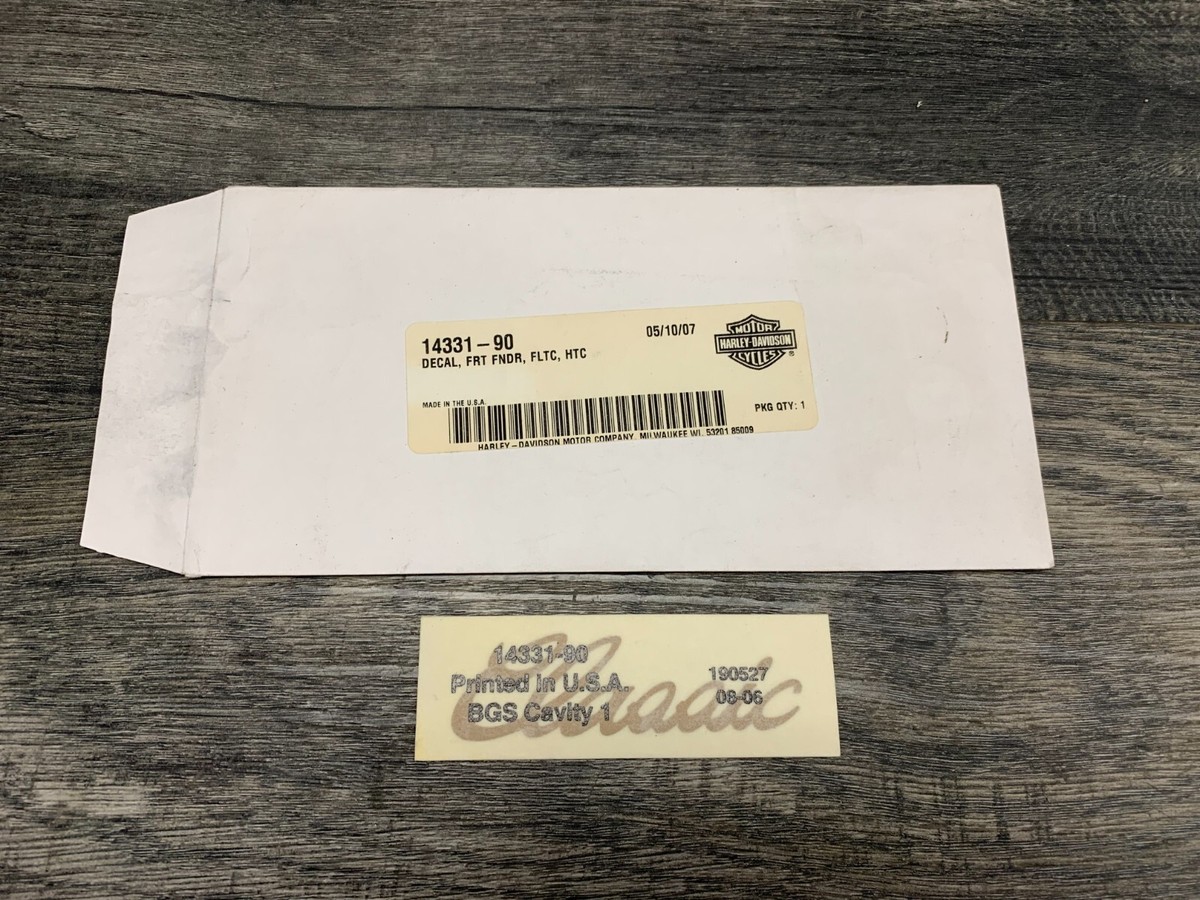 14331-90
05/10/07
DECAL, FRT FNDR, FLTC, HTC
MOTOR
HARLEY-DAVIDSON
CYCLES
®
MADE IN THE U.S.A.
PKG QTY: 1
HARLEY-DAVIDSON MOTOR COMPANY, MILWAUKEE WI. 53201 85009
14331-90
Printed in U.S.A.
BGS Cavity 1
190527
08-06
Classic